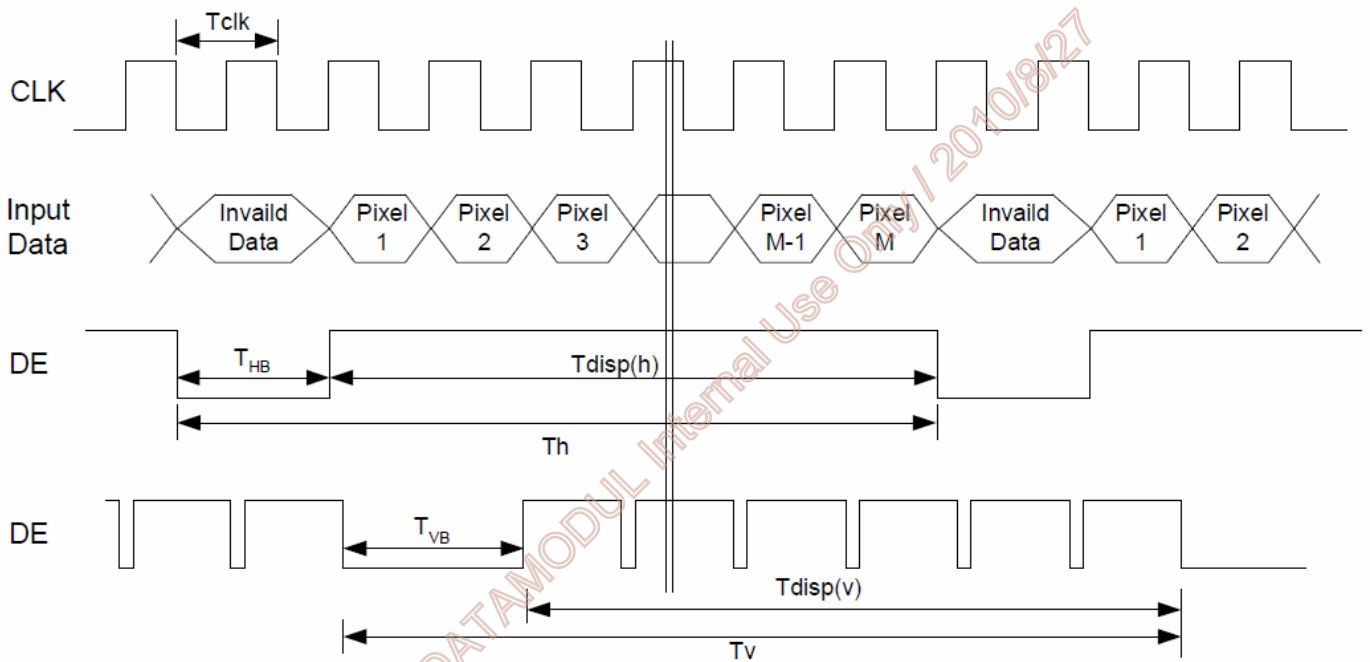 Tclk
CLK
Input
Data
Invaild
Data
Pixel
1
Pixel
2
Pixel
3
Pixel
M-1
Pixel
M
Invaild
Data
Pixel
1
Pixel
2
DE
THB
Tdisp(h)
Th
DE
TVB
Tdisp(v)
Tv
DATAMODUL Internal Use Only / 2010/8/27